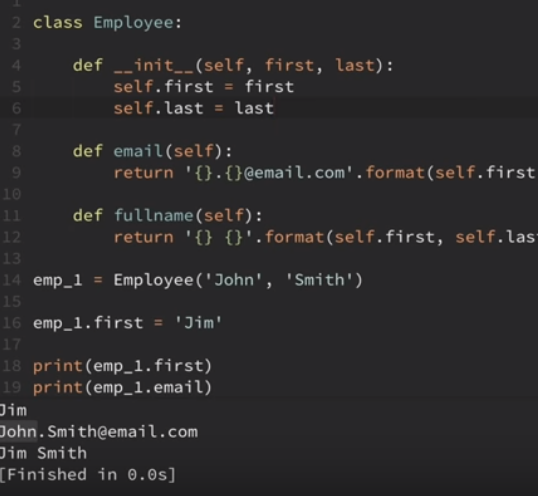 1
2 class Employee:
3
4 def __init__(self, first, last):
5 self.first = first
6 self.last = last
7
8 def email(self):
9 return '{}.{}@email.com'.format(self.first
10
11 def fullname(self):
12 return '{} {}'.format(self.first, self.las
13
14 emp_1 = Employee('John', 'Smith')
15
16 emp_1.first = 'Jim'
17
18 print(emp_1.first)
19 print(emp_1.email)
Jim
John.Smith@email.com
Jim Smith
[Finished in 0.0s]